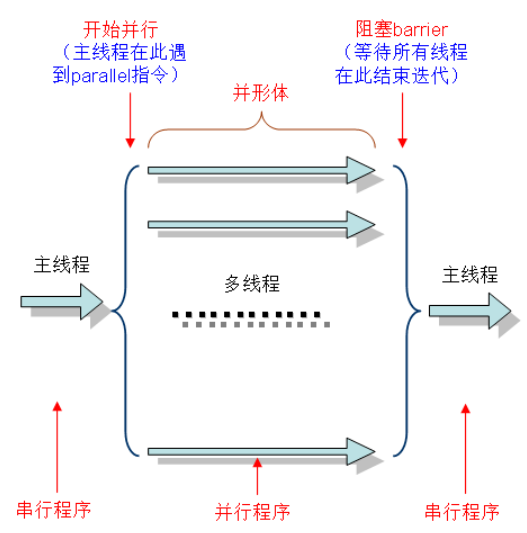 开始并行
（主线程在此遇
到parallel指令）
阻塞barrier
（等待所有线程
在此结束迭代）
并形体
主线程
多线程
主线程
串行程序
并行程序
串行程序